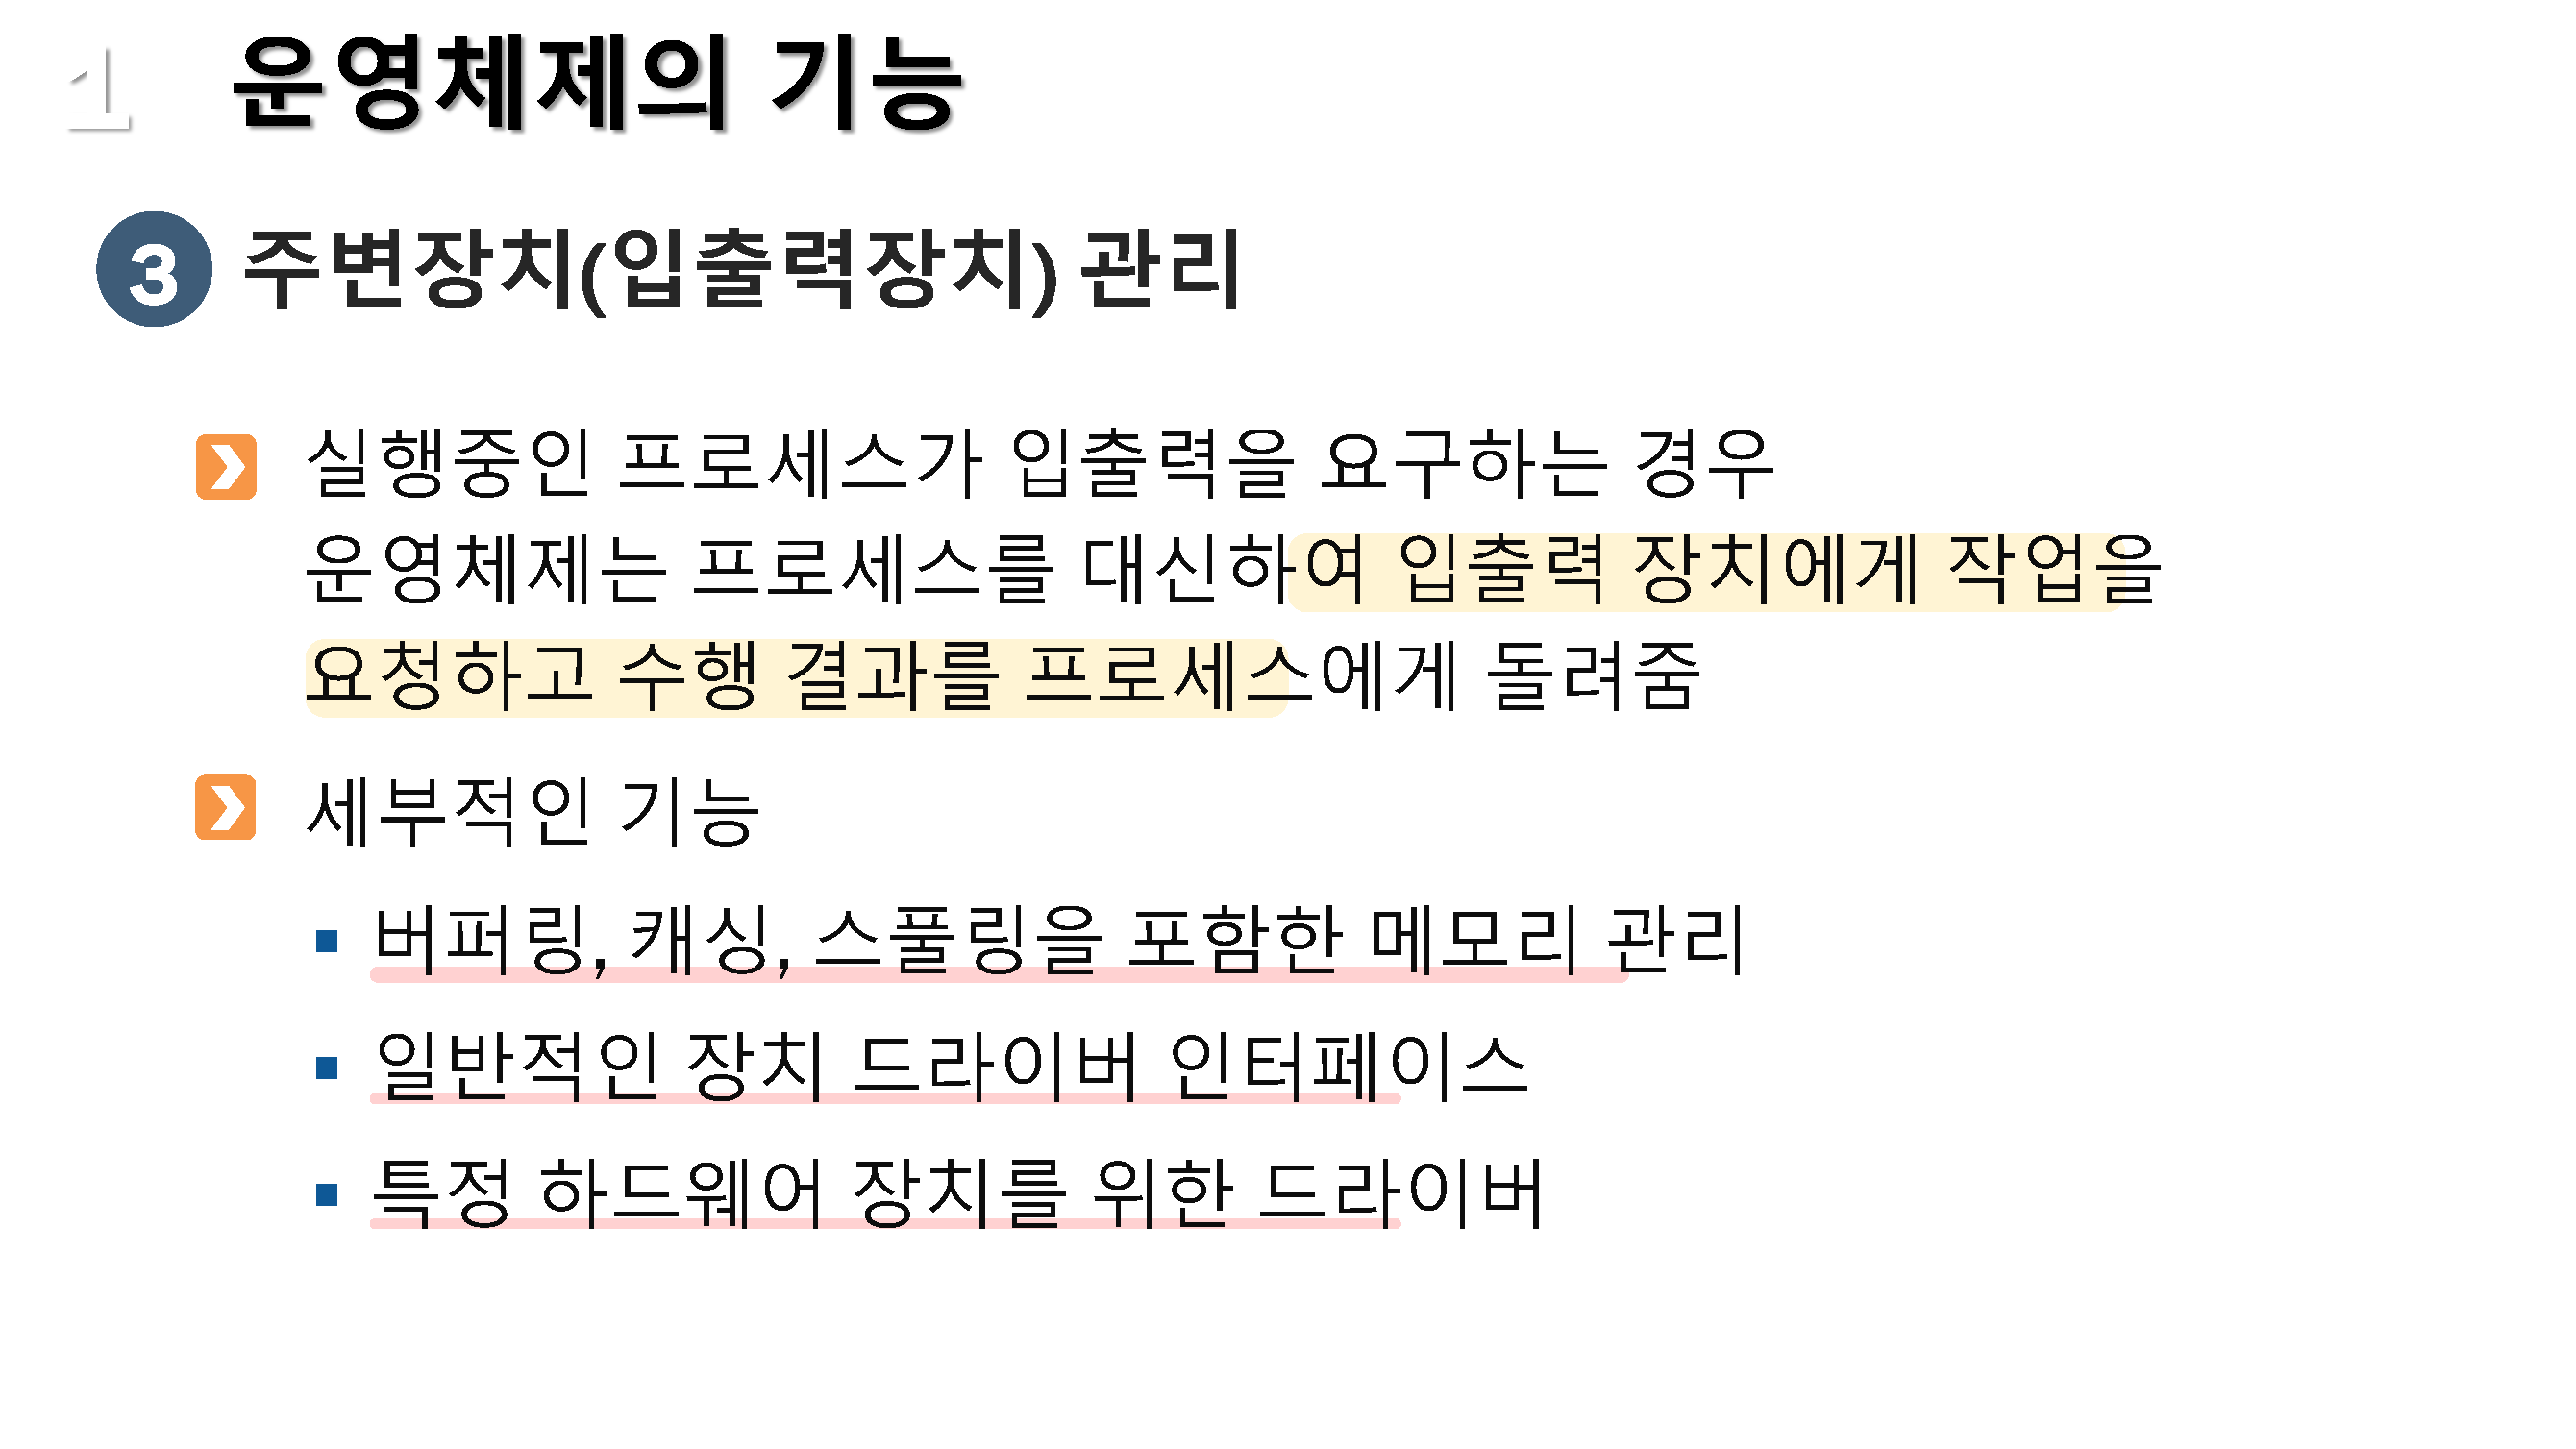 1 운영체제의 기능
3 주변장치(입출력장치) 관리
실행중인 프로세스가 입출력을 요구하는 경우
운영체제는 프로세스를 대신하여 입출력 장치에게 작업을
요청하고 수행 결과를 프로세스에게 돌려줌
세부적인 기능
▪ 버퍼링, 캐싱, 스풀링을 포함한 메모리 관리
▪ 일반적인 장치 드라이버 인터페이스
▪ 특정 하드웨어 장치를 위한 드라이버